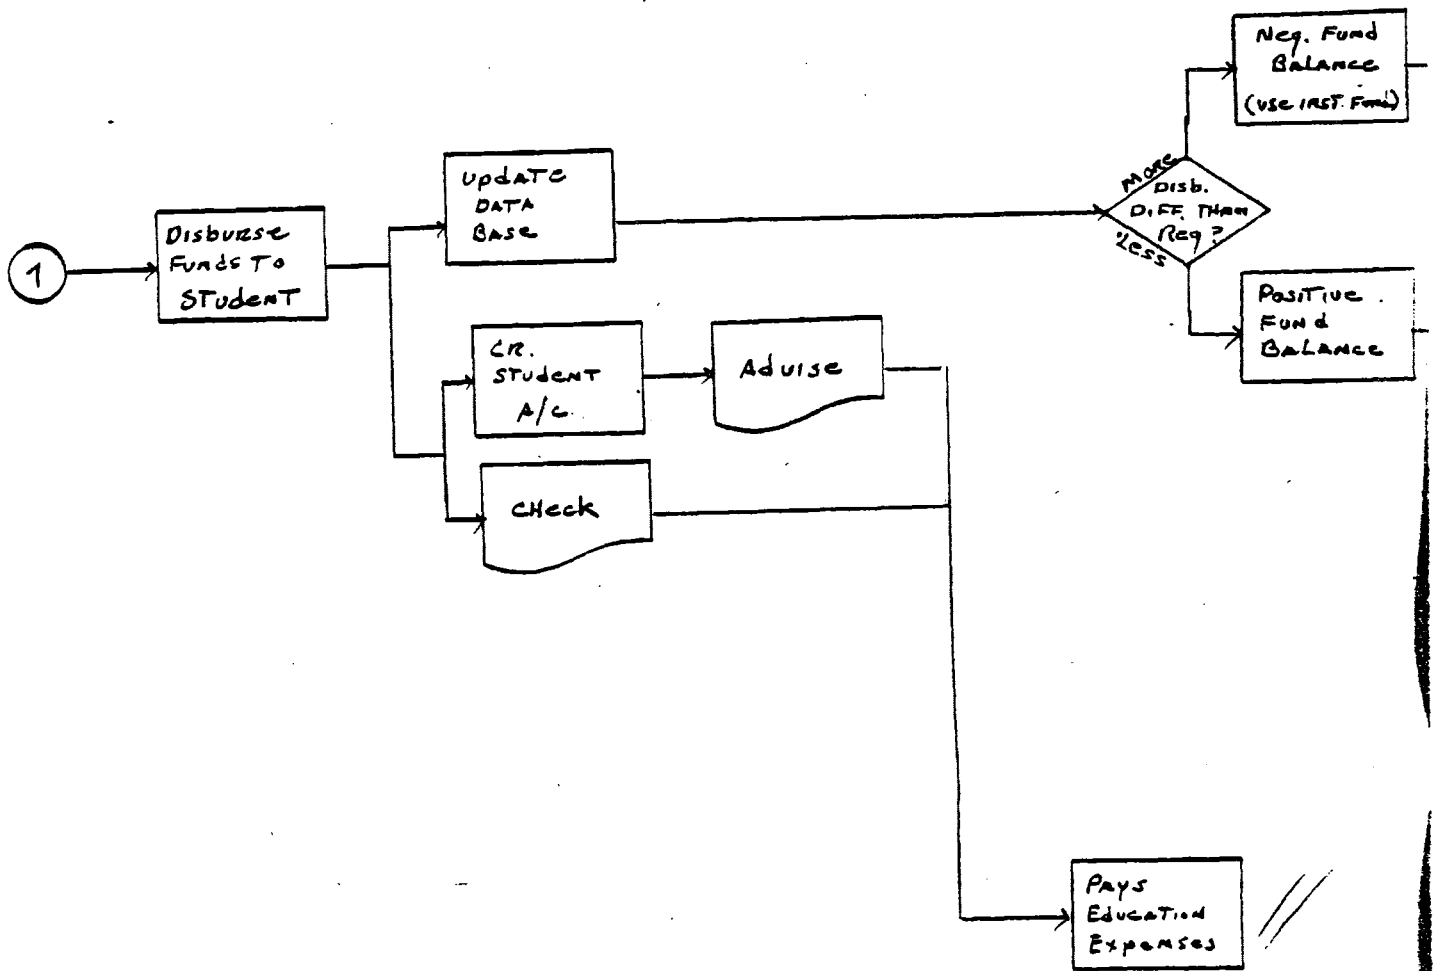 1
Disburse
Funds To
Student
Update
Data
Base
Cr.
Student
A/C.
Advise
Check
More
Disb.
Diff. Than
Req?
Less
Neg. Fund
Balance
(Use Inst. Fund)
Positive
Fund
Balance
Pays
Education
Expenses